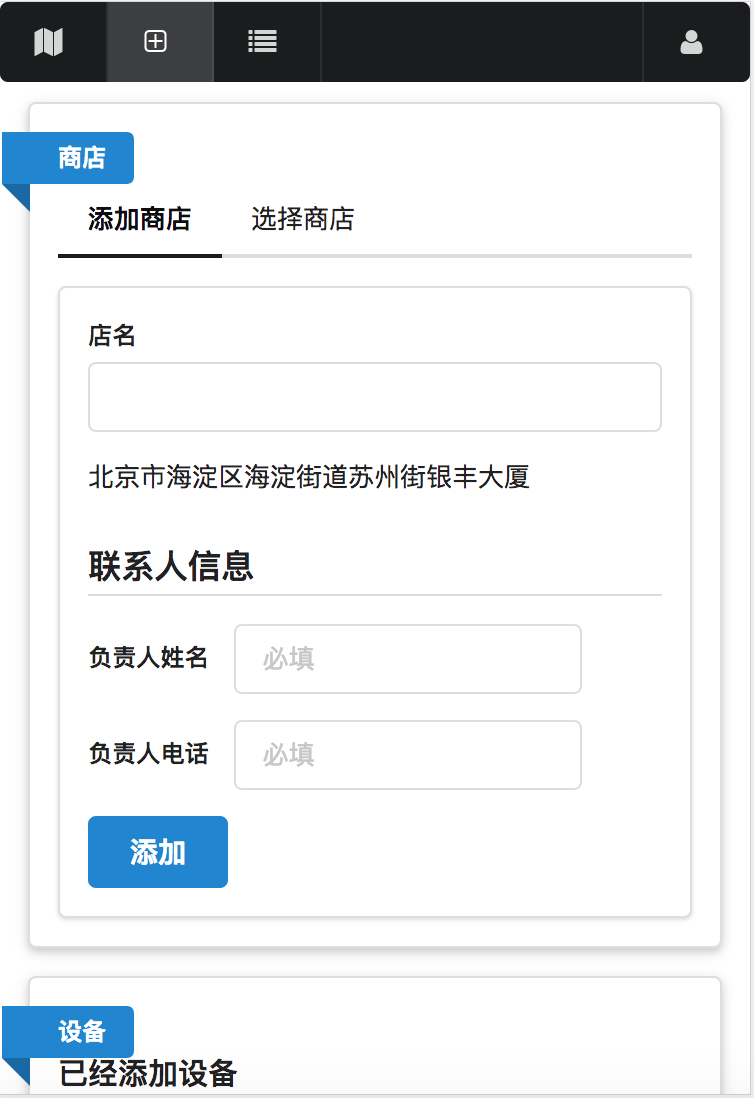 商店
添加商店 选择商店
店名
北京市海淀区海淀街道苏州街银丰大厦
联系人信息
负责人姓名 必填
负责人电话 必填
添加
设备
已经添加设备